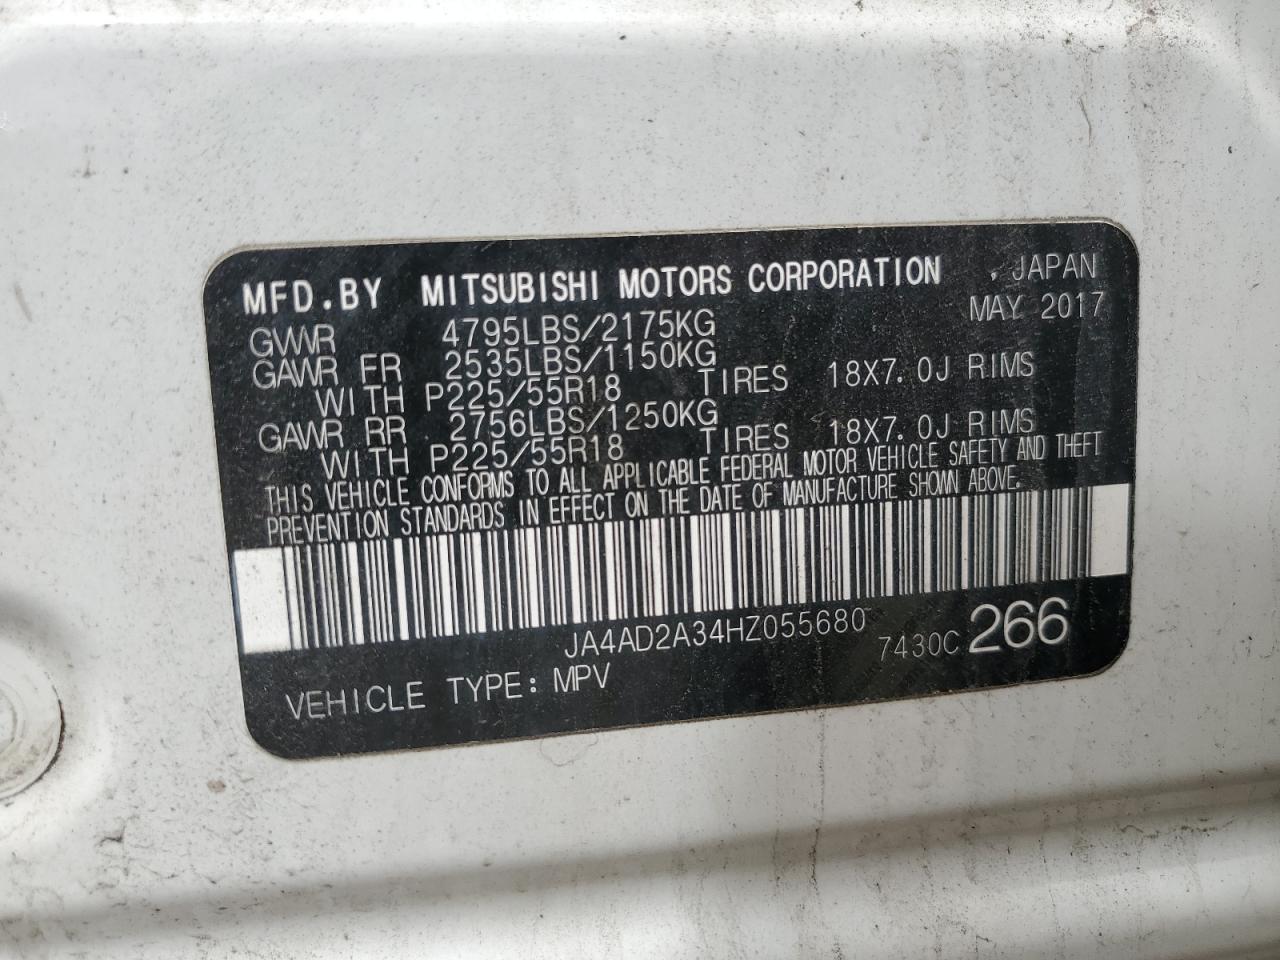 MFD.BY MITSUBISHI MOTORS CORPORATION , JAPAN
MAY 2017
GVWR 4795LBS/2175KG
GAWR FR 2535LBS/1150KG
WITH P225/55R18 TIRES 18X7.0J RIMS
GAWR RR 2756LBS/1250KG
WITH P225/55R18 TIRES 18X7.0J RIMS
THIS VEHICLE CONFORMS TO ALL APPLICABLE FEDERAL MOTOR VEHICLE SAFETY AND THEFT
PREVENTION STANDARDS IN EFFECT ON THE DATE OF MANUFACTURE SHOWN ABOVE.
JA4AD2A34HZ055680
7430C 266
VEHICLE TYPE: MPV